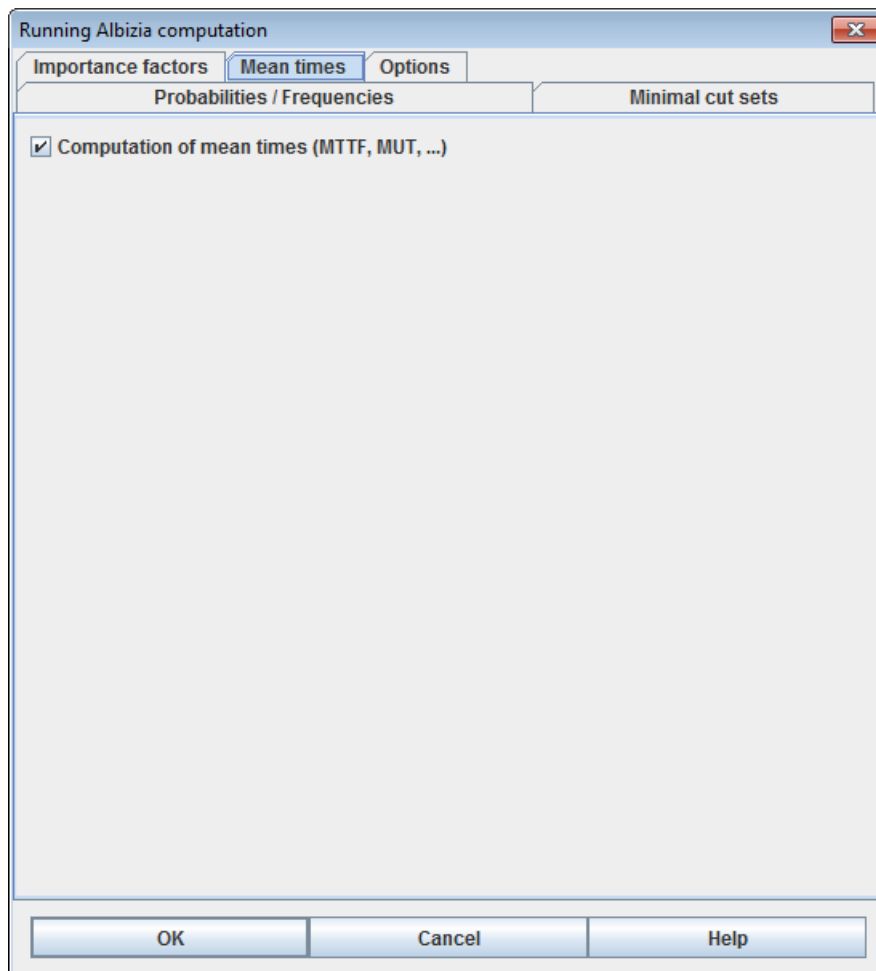 Running Albizia computation
Importance factors Mean times Options
Probabilities / Frequencies Minimal cut sets
Computation of mean times (MTTF, MUT, ...)
OK Cancel Help